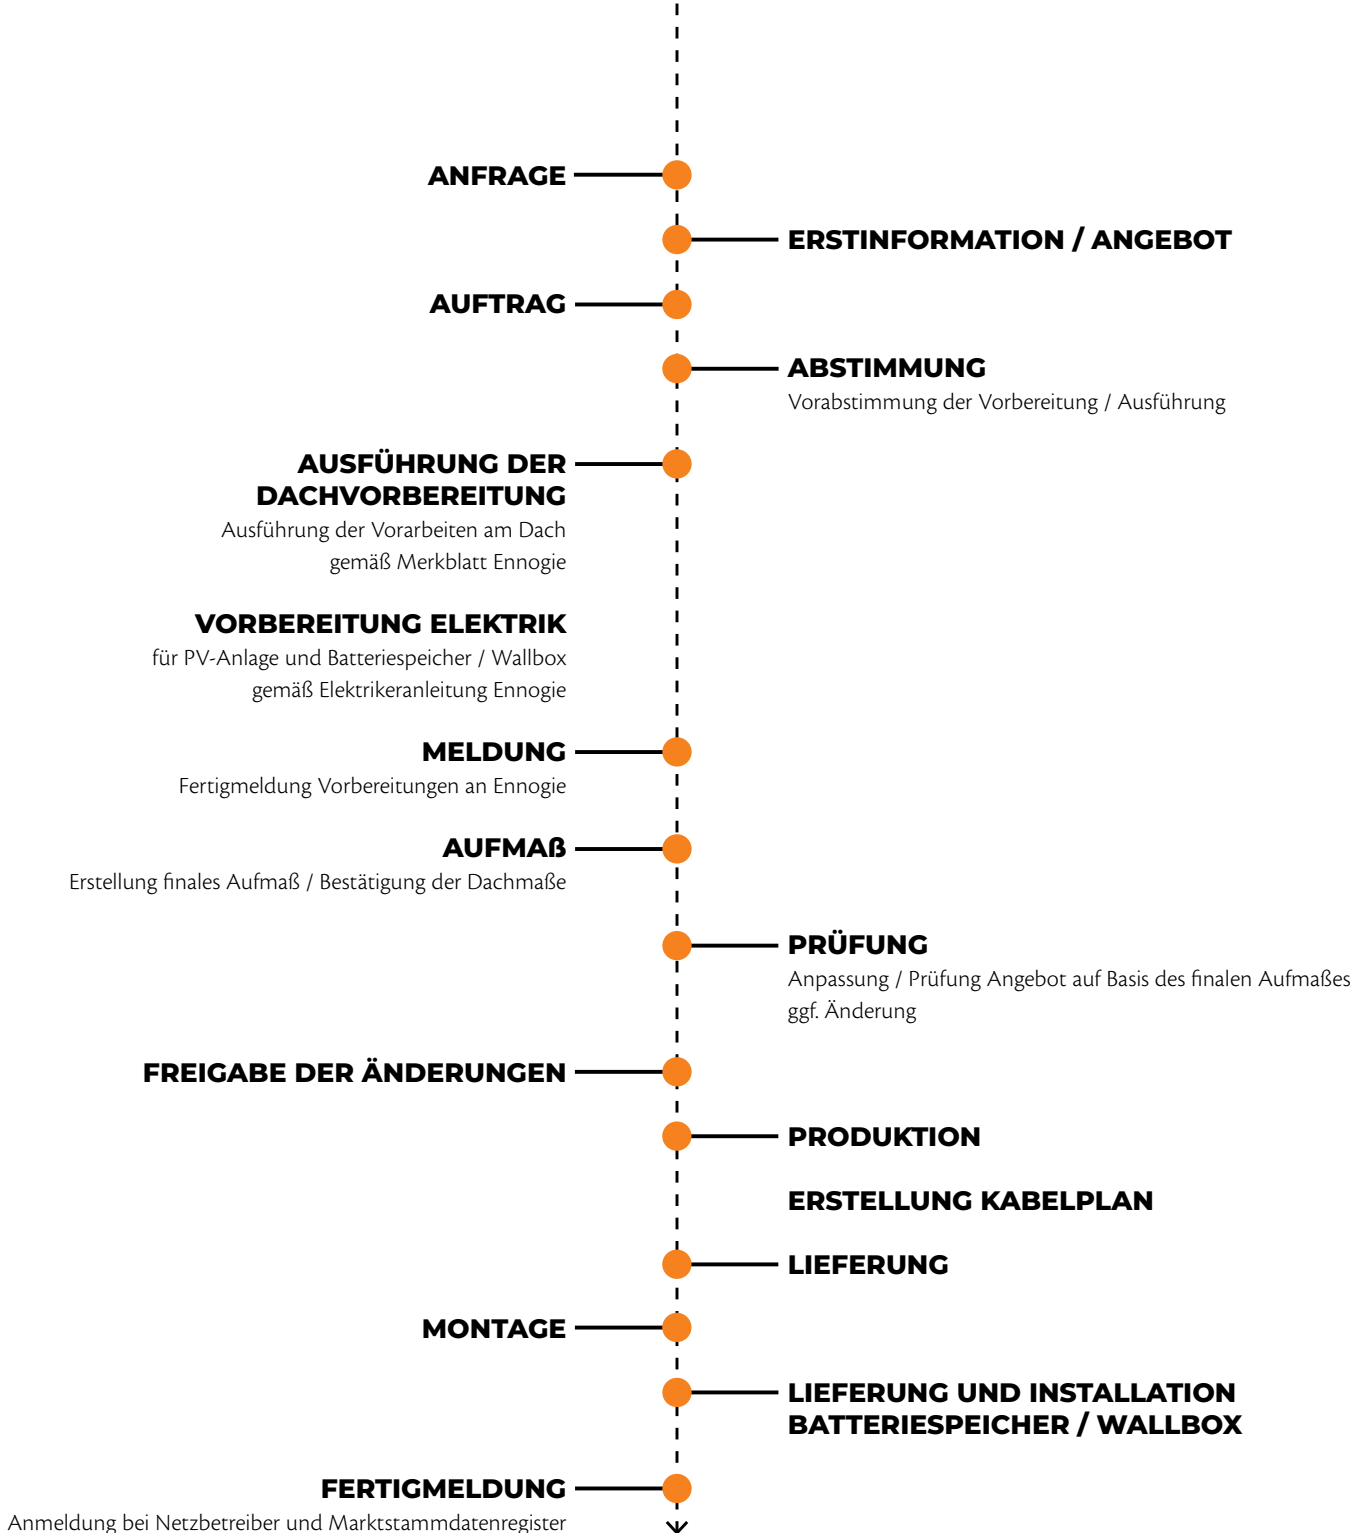 ANFRAGE
ERSTINFORMATION / ANGEBOT
AUFTRAG
ABSTIMMUNG
Vorabstimmung der Vorbereitung / Ausführung
AUSFÜHRUNG DER
DACHVORBEREITUNG
Ausführung der Vorarbeiten am Dach
gemäß Merkblatt Ennogie
VORBEREITUNG ELEKTRIK
für PV-Anlage und Batteriespeicher / Wallbox
gemäß Elektrikeranleitung Ennogie
MELDUNG
Fertigmeldung Vorbereitungen an Ennogie
AUFMAß
Erstellung finales Aufmaß / Bestätigung der Dachmaße
PRÜFUNG
Anpassung / Prüfung Angebot auf Basis des finalen Aufmaßes
ggf. Änderung
FREIGABE DER ÄNDERUNGEN
PRODUKTION
ERSTELLUNG KABELPLAN
LIEFERUNG
MONTAGE
LIEFERUNG UND INSTALLATION
BATTERIESPEICHER / WALLBOX
FERTIGMELDUNG
Anmeldung bei Netzbetreiber und Marktstammdatenregister